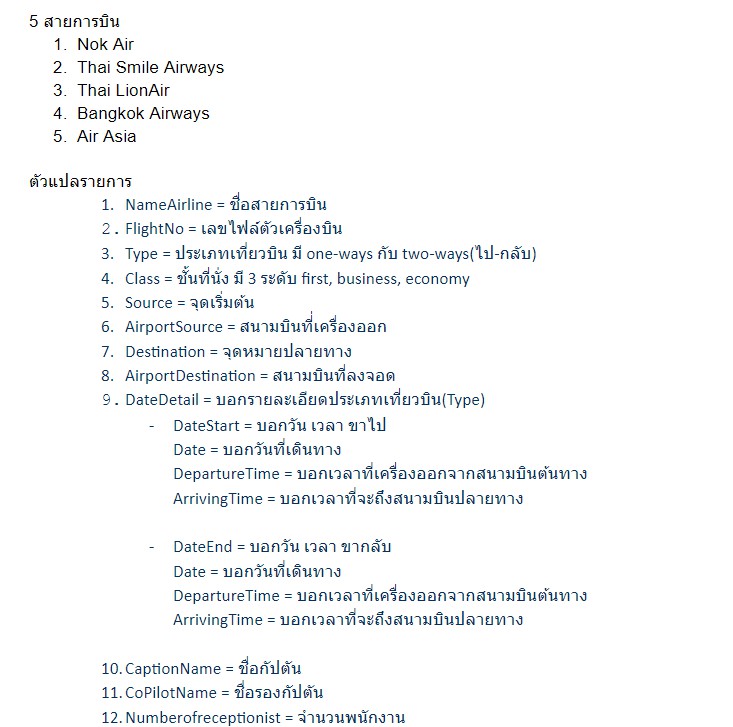 5 สายการบิน
1. Nok Air
2. Thai Smile Airways
3. Thai LionAir
4. Bangkok Airways
5. Air Asia
ตัวแปลรายการ
1. NameAirline = ชื่อสายการบิน
2. FlightNo = เลขไฟล์ตัวเครื่องบิน
3. Type = ประเภทเที่ยวบิน มี one-ways กับ two-ways(ไป-กลับ)
4. Class = ชั้นที่นั่ง มี 3 ระดับ first, business, economy
5. Source = จุดเริ่มต้น
6. AirportSource = สนามบินที่เครื่องออก
7. Destination = จุดหมายปลายทาง
8. AirportDestination = สนามบินที่ลงจอด
9. DateDetail = บอกรายละเอียดประเภทเที่ยวบิน(Type)
- DateStart = บอกวัน เวลา ขาไป
Date = บอกวันที่เดินทาง
DepartureTime = บอกเวลาที่เครื่องออกจากสนามบินต้นทาง
ArrivingTime = บอกเวลาที่จะถึงสนามบินปลายทาง
- DateEnd = บอกวัน เวลา ขากลับ
Date = บอกวันที่เดินทาง
DepartureTime = บอกเวลาที่เครื่องออกจากสนามบินต้นทาง
ArrivingTime = บอกเวลาที่จะถึงสนามบินปลายทาง
10. CaptionName = ชื่อกัปตัน
11. CoPilotName = ชื่อรองกัปตัน
12. Numberofreceptionist = จำนวนพนักงาน